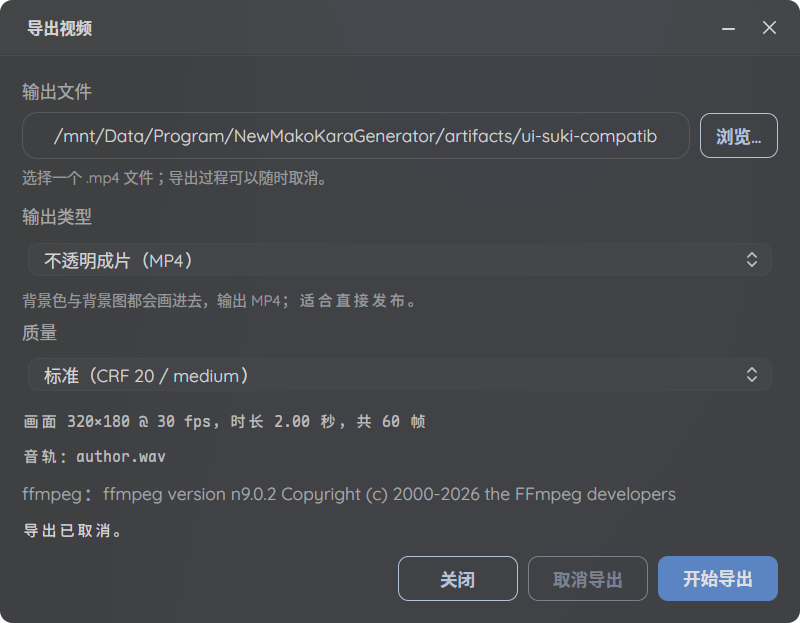 导出视频
输出文件
/mnt/Data/Program/NewMakoKaraGenerator/artifacts/ui-suki-compatib
浏览…
选择一个 .mp4 文件；导出过程可以随时取消。
输出类型
不透明成片（MP4）
背景色与背景图都会画进去，输出 MP4；适合直接发布。
质量
标准（CRF 20 / medium）
画面 320×180 @ 30 fps，时长 2.00 秒，共 60 帧
音轨：author.wav
ffmpeg：ffmpeg version n9.0.2 Copyright (c) 2000-2026 the FFmpeg developers
导出已取消。
关闭
取消导出
开始导出